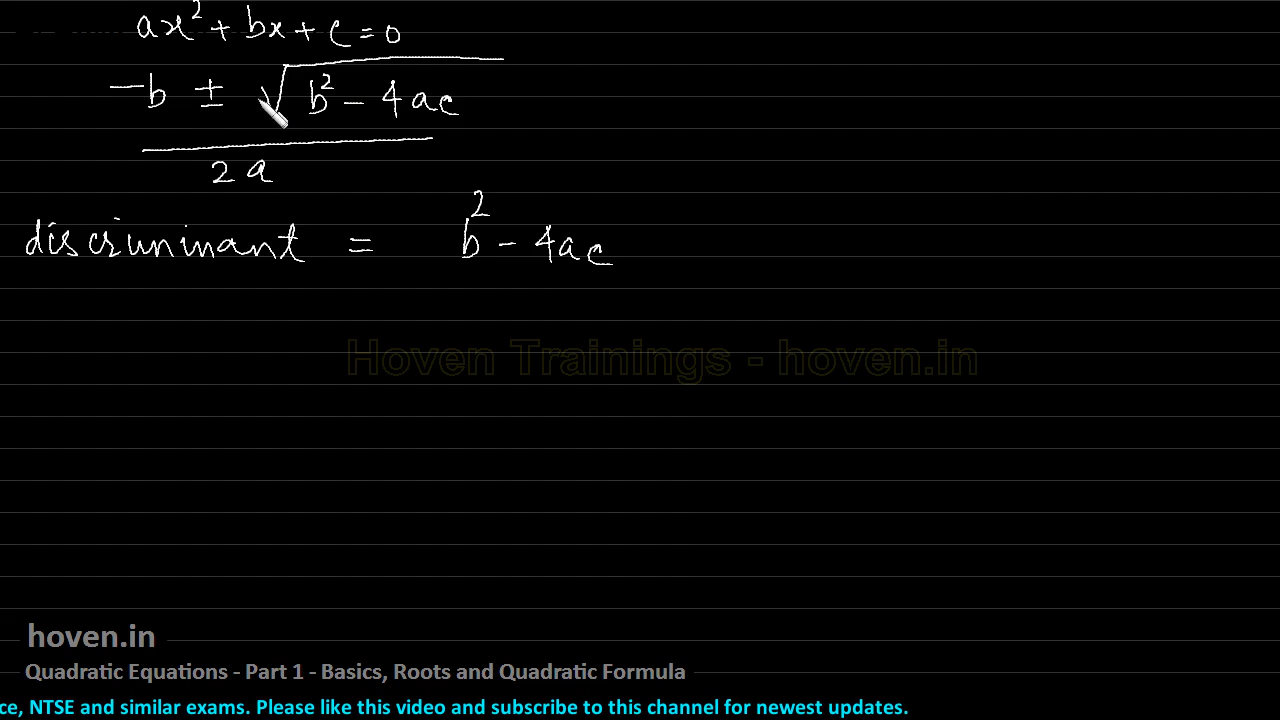 ax² + bx + c = 0
-b ± √b² - 4ac
2a
discriminant = b² - 4ac
Hoven Trainings - hoven.in
hoven.in
Quadratic Equations - Part 1 - Basics, Roots and Quadratic Formula
ce, NTSE and similar exams. Please like this video and subscribe to this channel for newest updates.